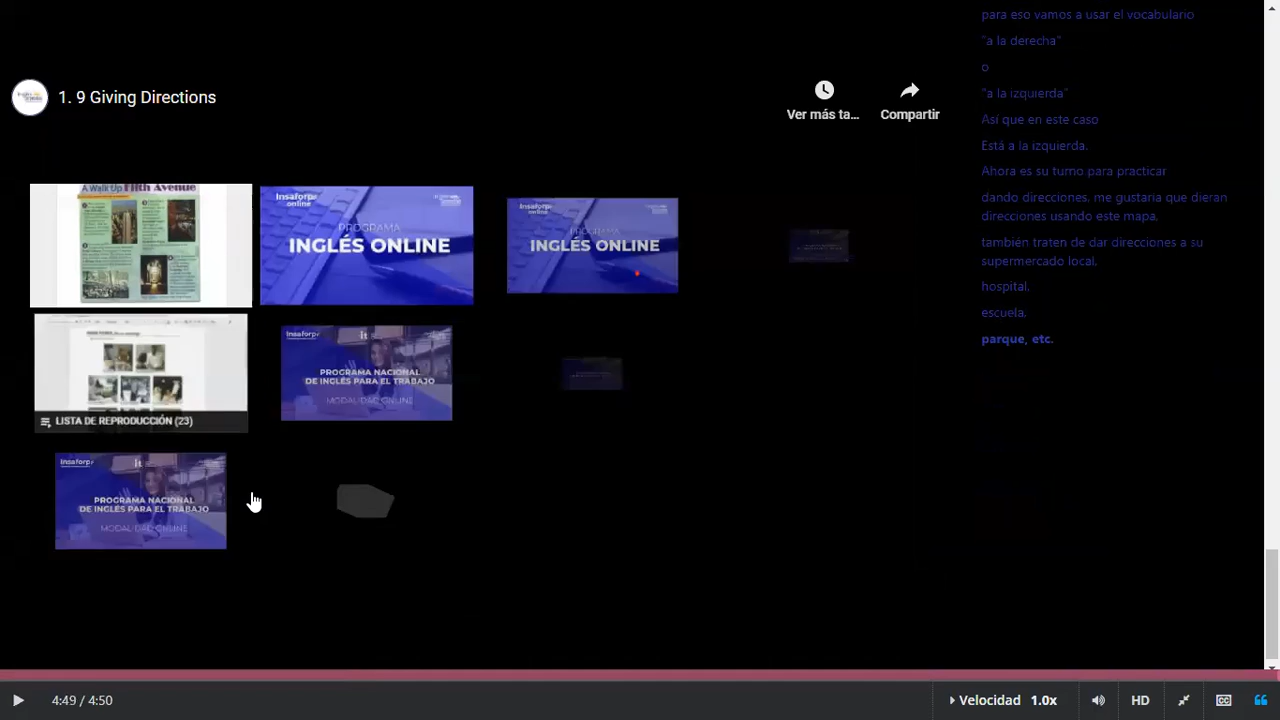 para eso vamos a usar el vocabulario
"a la derecha"
o
"a la izquierda"
Así que en este caso
Está a la izquierda.
Ahora es su turno para practicar
dando direcciones. me gustaría que dieran
direcciones usando este mapa.
también traten de dar direcciones a su
supermercado local,
hospital,
escuela,
parque, etc.
1. 9 Giving Directions
Ver más ta...
Compartir
A Walk Up Fifth Avenue
Insaforp
online
PROGRAMA
INGLÉS ONLINE
Insaforp
online
PROGRAMA
INGLÉS ONLINE
LISTA DE REPRODUCCIÓN (23)
Insaforp
it
PROGRAMA NACIONAL
DE INGLÉS PARA EL TRABAJO
MODALIDAD ONLINE
Insaforp
it
PROGRAMA NACIONAL
DE INGLÉS PARA EL TRABAJO
MODALIDAD ONLINE
4:49 / 4:50
Velocidad 1.0x
HD
CC